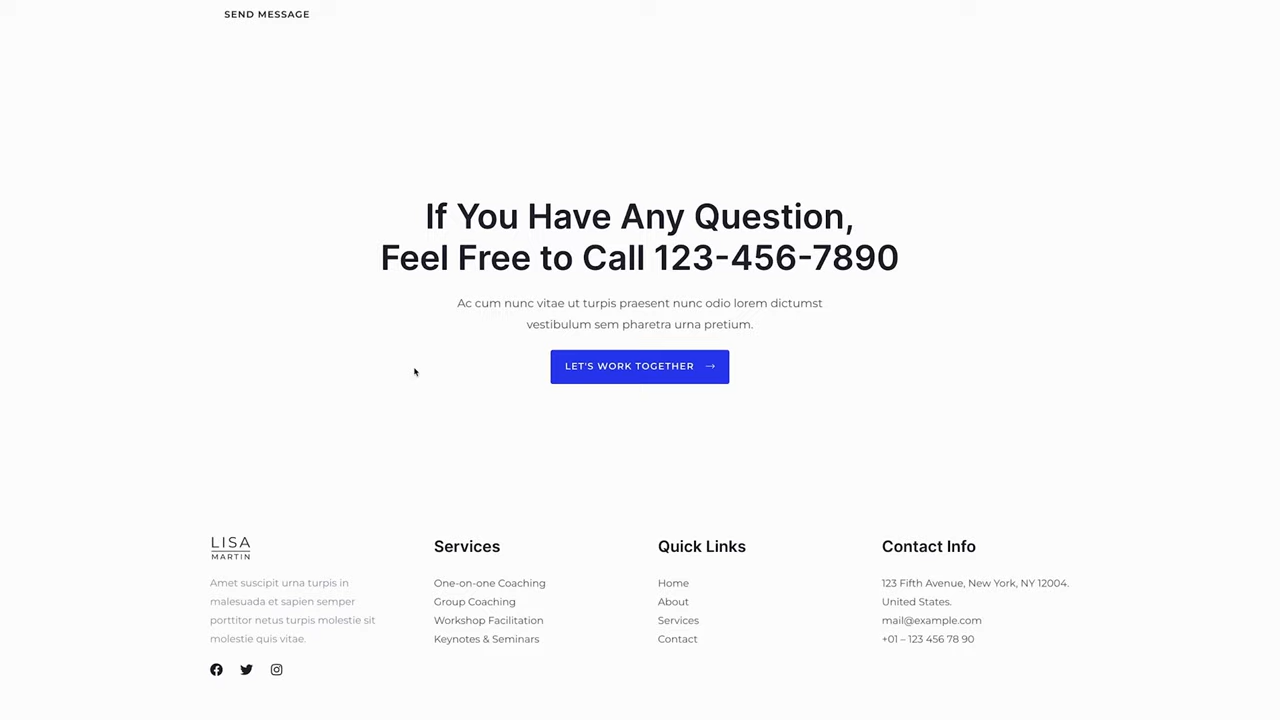 SEND MESSAGE
If You Have Any Question,
Feel Free to Call 123-456-7890
Ac cum nunc vitae ut turpis praesent nunc odio lorem dictumst
vestibulum sem pharetra urna pretium.
LET'S WORK TOGETHER →
LISA
MARTIN
Amet suscipit urna turpis in
malesuada et sapien semper
porttitor netus turpis molestie sit
molestie quis vitae.
Services
One-on-one Coaching
Group Coaching
Workshop Facilitation
Keynotes & Seminars
Quick Links
Home
About
Services
Contact
Contact Info
123 Fifth Avenue, New York, NY 12004.
United States.
mail@example.com
+01 – 123 456 78 90